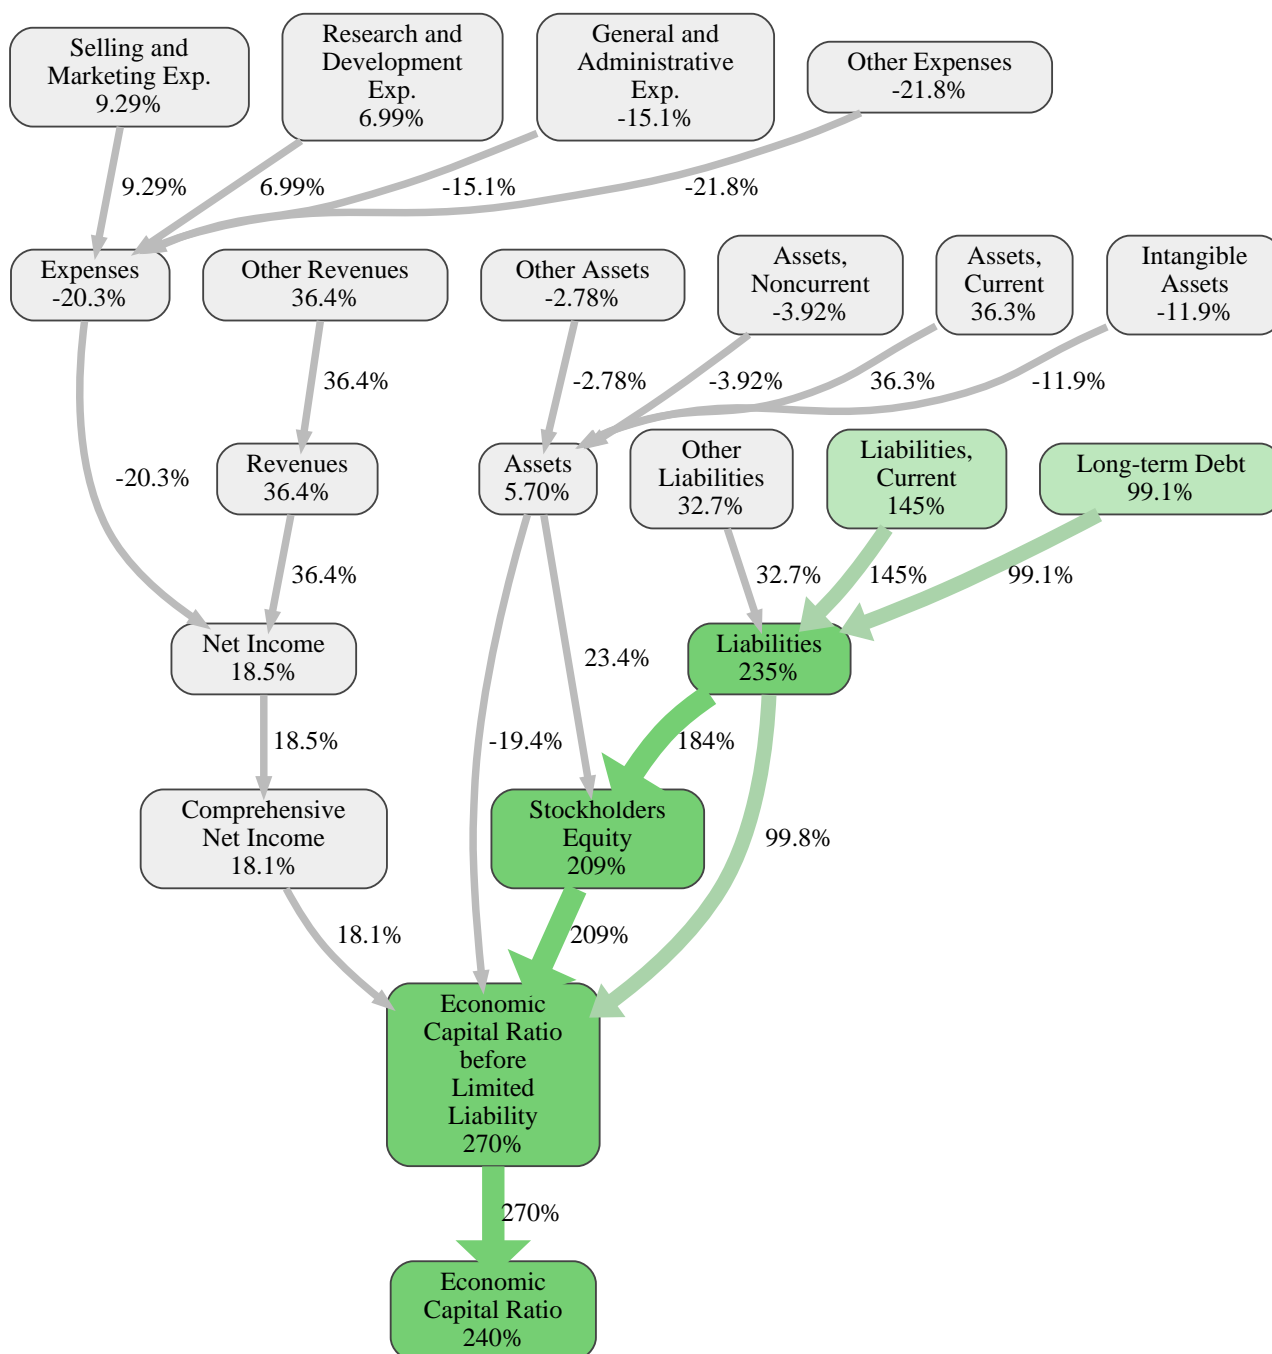 Selling and
Marketing Exp.
9.29%
Research and
Development
Exp.
6.99%
General and
Administrative
Exp.
-15.1%
Other Expenses
-21.8%
9.29%
6.99%
-15.1%
-21.8%
Expenses
-20.3%
Other Revenues
36.4%
Other Assets
-2.78%
Assets,
Noncurrent
-3.92%
Assets,
Current
36.3%
Intangible
Assets
-11.9%
36.4%
-2.78%
-3.92%
36.3%
-11.9%
-20.3%
Revenues
36.4%
Assets
5.70%
Other
Liabilities
32.7%
Liabilities,
Current
145%
Long-term Debt
99.1%
36.4%
32.7%
145%
99.1%
Net Income
18.5%
23.4%
Liabilities
235%
18.5%
-19.4%
184%
Comprehensive
Net Income
18.1%
Stockholders
Equity
209%
99.8%
18.1%
209%
Economic
Capital Ratio
before
Limited
Liability
270%
270%
Economic
Capital Ratio
240%